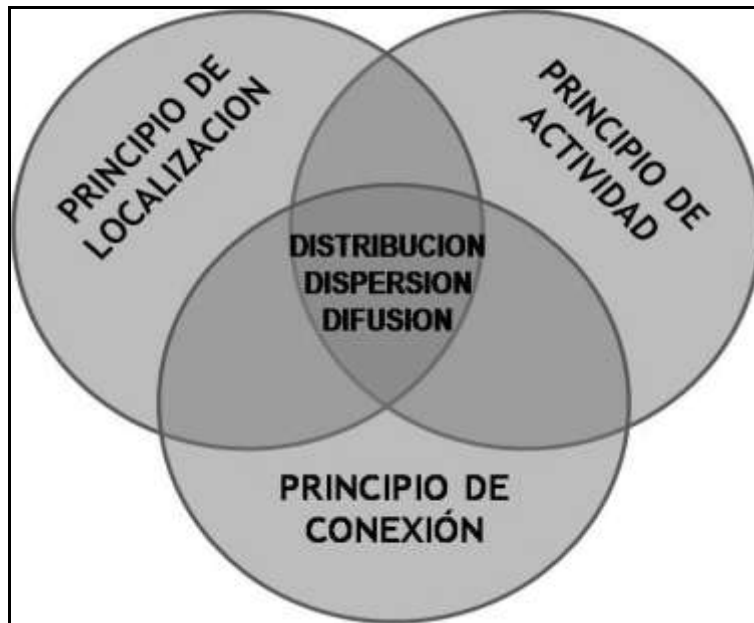 PRINCIPIO DE
LOCALIZACION
PRINCIPIO DE
ACTIVIDAD
DISTRIBUCION
DISPERSION
DIFUSION
PRINCIPIO DE
CONEXIÓN